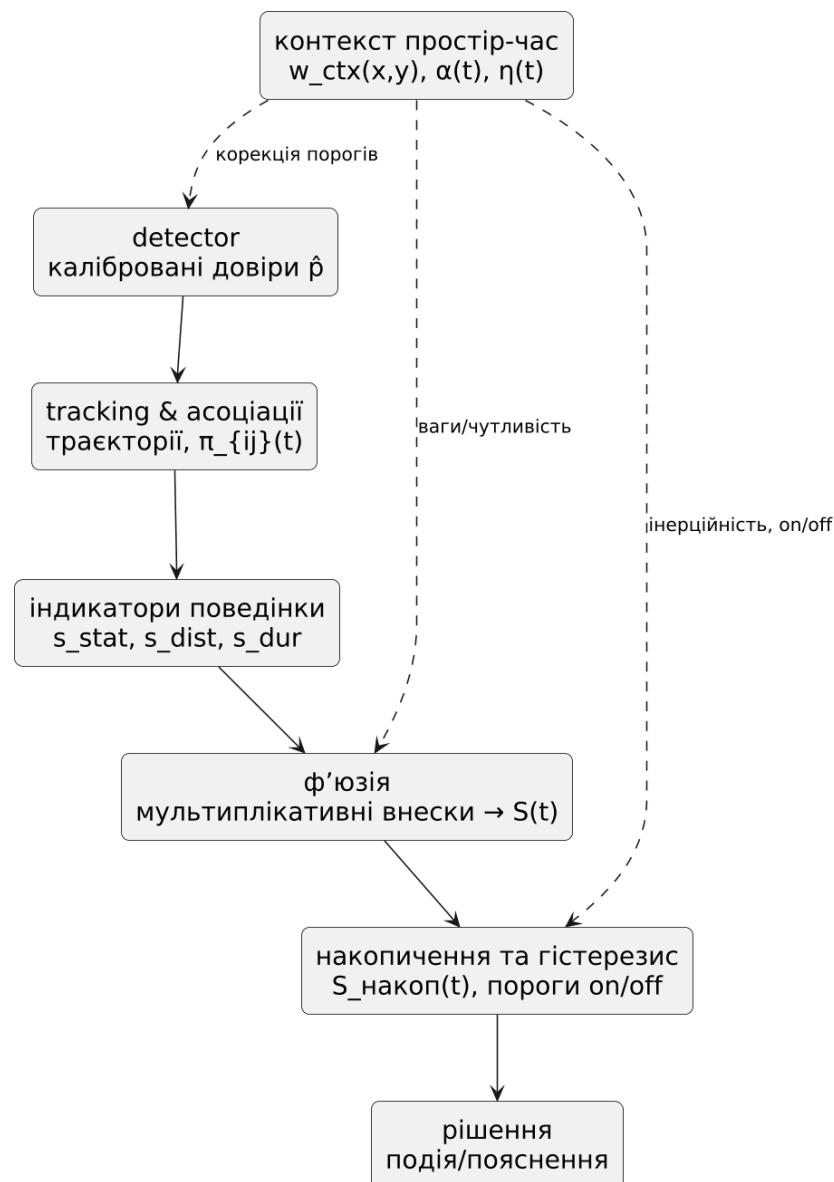 контекст простір-час
w_ctx(x,y), α(t), η(t)
корекція порогів
detector
калібровані довіри p̂
tracking & асоціації
траєкторії, π_{ij}(t)
ваги/чутливість
інерційність, on/off
індикатори поведінки
s_stat, s_dist, s_dur
ф’юзія
мультиплікативні внески → S(t)
накопичення та гістерезис
S_накоп(t), пороги on/off
рішення
подія/пояснення